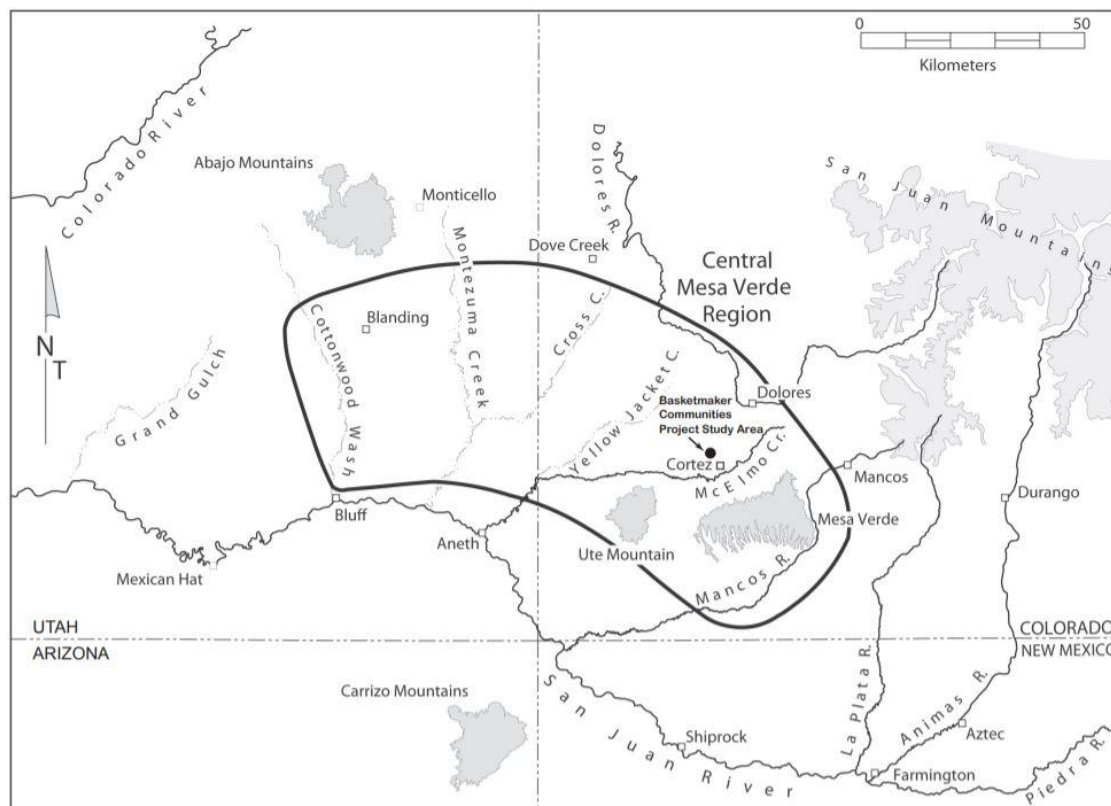 0 50
Kilometers
Colorado River
Abajo Mountains
Monticello
Dolores R.
San Juan Mountains
Dove Creek
Central
Mesa Verde
Region
Montezuma Creek
Cross C.
Cottonwood Wash
Blanding
N
T
Grand Gulch
Yellow Jacket C.
Basketmaker
Communities
Project Study Area
Dolores
Cortez
McElmo Cr.
Mancos
Bluff
Aneth
Ute Mountain
Mesa Verde
Durango
Mexican Hat
Mancos R.
UTAH
ARIZONA
COLORADO
NEW MEXICO
Carrizo Mountains
San Juan River
Shiprock
La Plata R.
Animas R.
Aztec
Farmington
Piedra R.